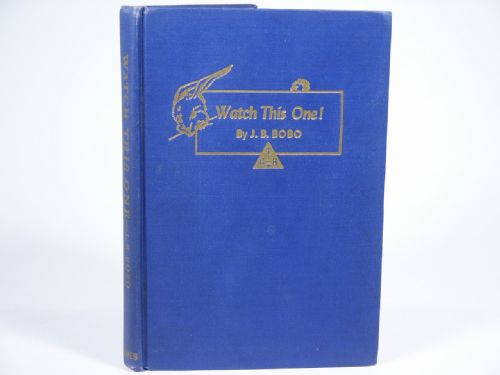 Watch This One!
By J. B. BOBO
WATCH THIS ONE—J. B. BOBO